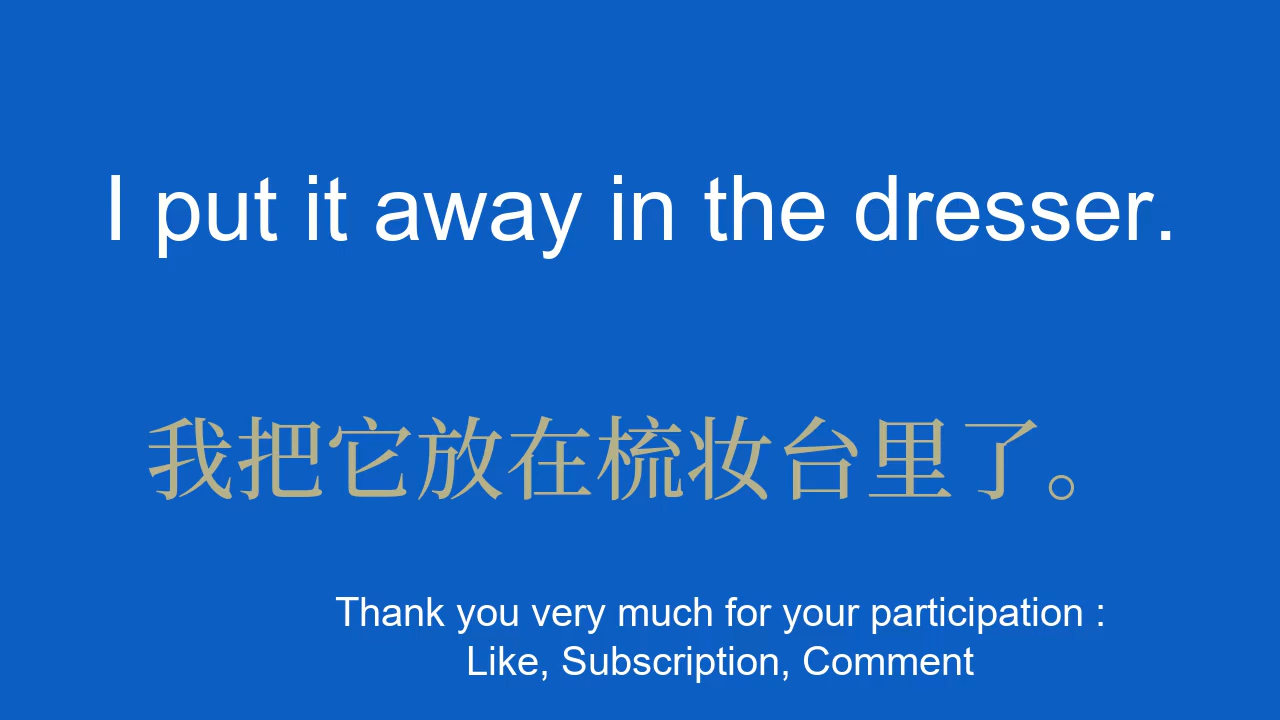 I put it away in the dresser.
我把它放在梳妆台里了。
Thank you very much for your participation :
Like, Subscription, Comment